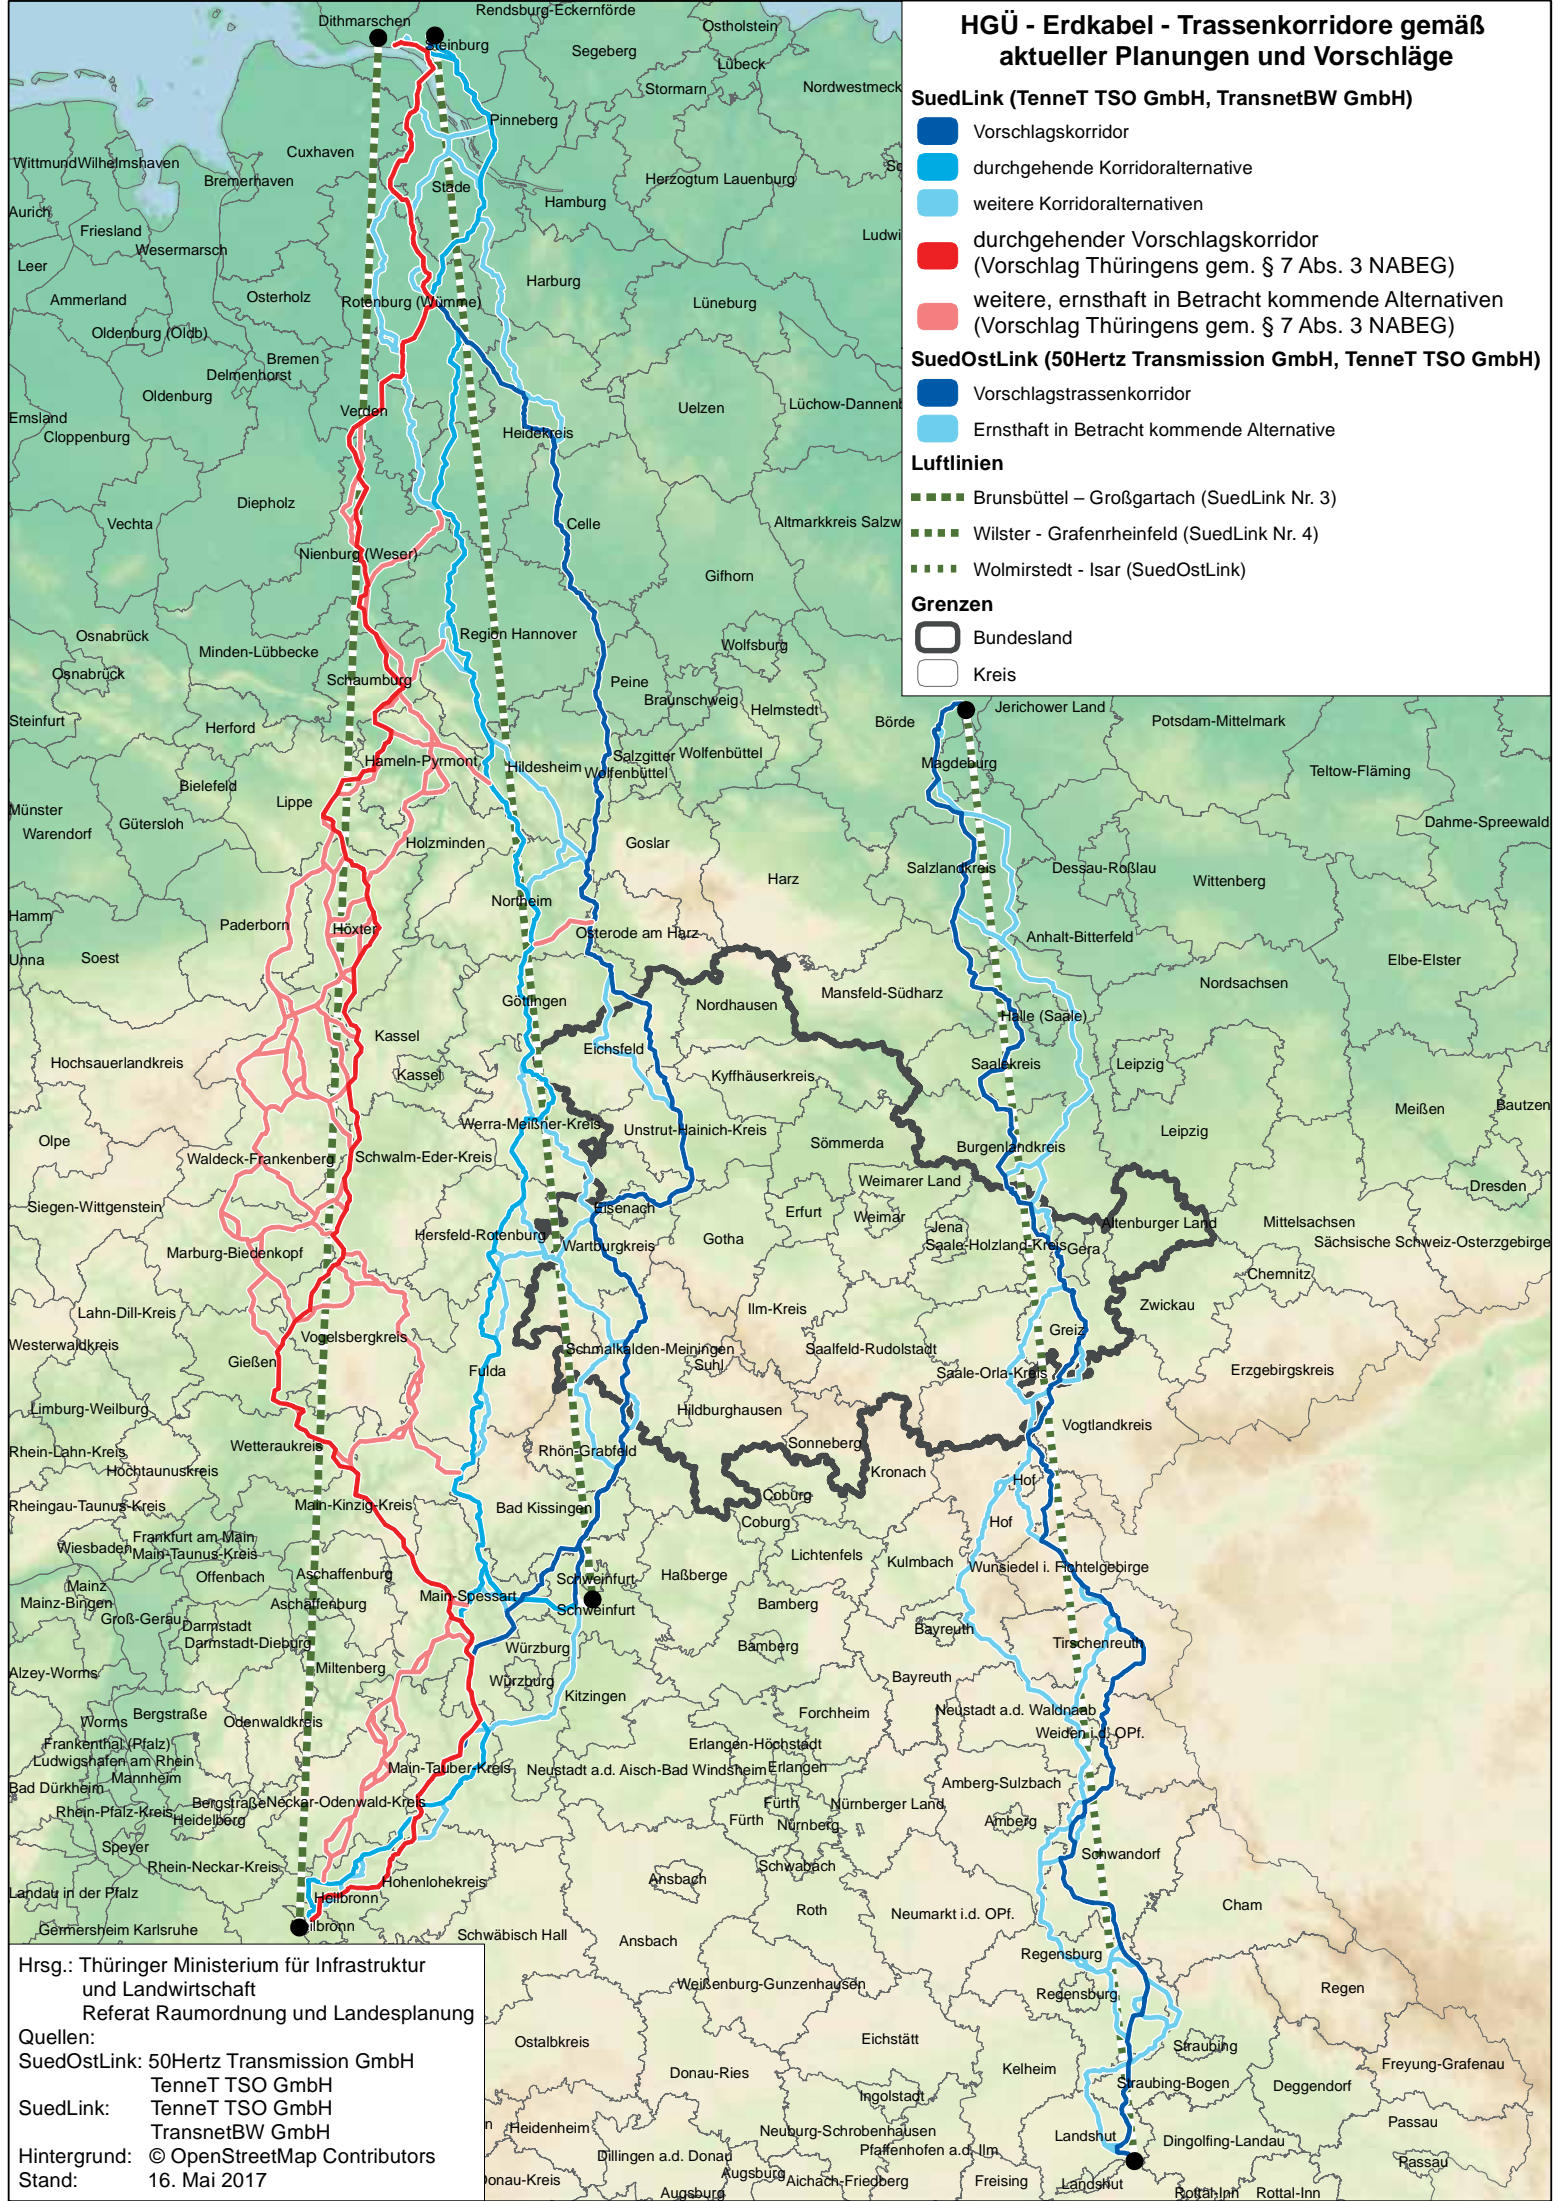 HGÜ - Erdkabel - Trassenkorridore gemäß
aktueller Planungen und Vorschläge
SuedLink (TenneT TSO GmbH, TransnetBW GmbH)
Vorschlagskorridor
durchgehende Korridoralternative
weitere Korridoralternativen
durchgehender Vorschlagskorridor
(Vorschlag Thüringens gem. § 7 Abs. 3 NABEG)
weitere, ernsthaft in Betracht kommende Alternativen
(Vorschlag Thüringens gem. § 7 Abs. 3 NABEG)
SuedOstLink (50Hertz Transmission GmbH, TenneT TSO GmbH)
Vorschlagstrassenkorridor
Ernsthaft in Betracht kommende Alternative
Luftlinien
Brunsbüttel – Großgartach (SuedLink Nr. 3)
Wilster - Grafenrheinfeld (SuedLink Nr. 4)
Wolmirstedt - Isar (SuedOstLink)
Grenzen
Bundesland
Kreis
Rendsburg-Eckernförde
Dithmarschen
Ostholstein
Steinburg
Segeberg
Lübeck
Stormarn
Nordwestmeck
Pinneberg
Cuxhaven
Wittmund
Wilhelmshaven
Bremerhaven
Stade
Herzogtum Lauenburg
Hamburg
Aurich
Friesland
Wesermarsch
Ludwi
Leer
Harburg
Ammerland
Osterholz
Rotenburg (Wümme)
Lüneburg
Oldenburg (Oldb)
Bremen
Delmenhorst
Oldenburg
Verden
Uelzen
Lüchow-Dannenb
Emsland
Cloppenburg
Heidekreis
Diepholz
Vechta
Celle
Altmarkkreis Salzw
Nienburg (Weser)
Gifhorn
Osnabrück
Minden-Lübbecke
Region Hannover
Wolfsburg
Osnabrück
Schaumburg
Peine
Braunschweig
Helmstedt
Steinfurt
Herford
Börde
Jerichower Land
Potsdam-Mittelmark
Hameln-Pyrmont
Hildesheim
Salzgitter
Wolfenbüttel
Wolfenbüttel
Magdeburg
Teltow-Fläming
Bielefeld
Lippe
Münster
Gütersloh
Warendorf
Dahme-Spreewald
Holzminden
Goslar
Salzlandkreis
Dessau-Roßlau
Harz
Wittenberg
Northeim
Hamm
Paderborn
Höxter
Osterode am Harz
Anhalt-Bitterfeld
Unna
Soest
Elbe-Elster
Nordsachsen
Göttingen
Nordhausen
Mansfeld-Südharz
Halle (Saale)
Kassel
Eichsfeld
Hochsauerlandkreis
Saalekreis
Leipzig
Kassel
Kyffhäuserkreis
Meißen
Bautzen
Werra-Meißner-Kreis
Unstrut-Hainich-Kreis
Leipzig
Olpe
Sömmerda
Burgenlandkreis
Waldeck-Frankenberg
Schwalm-Eder-Kreis
Weimarer Land
Dresden
Siegen-Wittgenstein
Eisenach
Erfurt
Weimar
Jena
Altenburger Land
Mittelsachsen
Hersfeld-Rotenburg
Wartburgkreis
Gotha
Saale-Holzland-Kreis
Gera
Sächsische Schweiz-Osterzgebirge
Marburg-Biedenkopf
Chemnitz
Lahn-Dill-Kreis
Ilm-Kreis
Zwickau
Vogelsbergkreis
Greiz
Westerwaldkreis
Schmalkalden-Meiningen
Suhl
Saalfeld-Rudolstadt
Gießen
Fulda
Saale-Orla-Kreis
Erzgebirgskreis
Limburg-Weilburg
Hildburghausen
Vogtlandkreis
Wetteraukreis
Rhön-Grabfeld
Sonneberg
Rhein-Lahn-Kreis
Hochtaunuskreis
Kronach
Hof
Rheingau-Taunus-Kreis
Main-Kinzig-Kreis
Bad Kissingen
Coburg
Coburg
Hof
Frankfurt am Main
Wiesbaden
Main-Taunus-Kreis
Lichtenfels
Kulmbach
Wunsiedel i. Fichtelgebirge
Offenbach
Aschaffenburg
Schweinfurt
Haßberge
Mainz
Mainz-Bingen
Aschaffenburg
Main-Spessart
Schweinfurt
Bamberg
Groß-Gerau
Darmstadt
Bayreuth
Darmstadt-Dieburg
Würzburg
Bamberg
Tirschenreuth
Alzey-Worms
Miltenberg
Würzburg
Bayreuth
Kitzingen
Bergstraße
Worms
Odenwaldkreis
Forchheim
Neustadt a.d. Waldnaab
Weiden i.d. OPf.
Frankenthal (Pfalz)
Erlangen-Höchstadt
Ludwigshafen am Rhein
Main-Tauber-Kreis
Neustadt a.d. Aisch-Bad Windsheim
Erlangen
Mannheim
Bad Dürkheim
Amberg-Sulzbach
Bergstraße
Neckar-Odenwald-Kreis
Fürth
Nürnberger Land
Rhein-Pfalz-Kreis
Heidelberg
Fürth
Nürnberg
Amberg
Speyer
Rhein-Neckar-Kreis
Schwabach
Schwandorf
Hohenlohekreis
Ansbach
Landau in der Pfalz
Heilbronn
Roth
Neumarkt i.d. OPf.
Cham
Germersheim
Karlsruhe
ilbronn
Schwäbisch Hall
Ansbach
Regensburg
Weißenburg-Gunzenhausen
Regensburg
Regen
Ostalbkreis
Eichstätt
Straubing
Kelheim
Freyung-Grafenau
Donau-Ries
Ingolstadt
Straubing-Bogen
Deggendorf
Heidenheim
Neuburg-Schrobenhausen
Passau
Dillingen a.d. Donau
Pfaffenhofen a.d. Ilm
Landshut
Dingolfing-Landau
Passau
Donau-Kreis
Augsburg
Aichach-Friedberg
Freising
Landshut
Augsburg
Rottal-Inn
Rottal-Inn
Hrsg.: Thüringer Ministerium für Infrastruktur
und Landwirtschaft
Referat Raumordnung und Landesplanung
Quellen:
SuedOstLink: 50Hertz Transmission GmbH
TenneT TSO GmbH
SuedLink: TenneT TSO GmbH
TransnetBW GmbH
Hintergrund: © OpenStreetMap Contributors
Stand: 16. Mai 2017